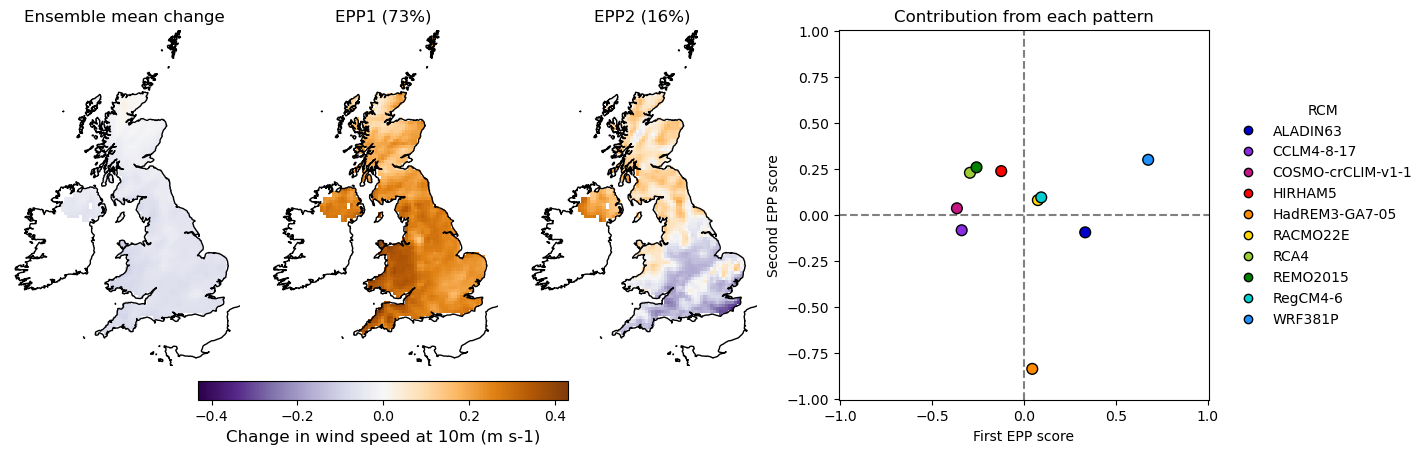 Ensemble mean change
EPP1 (73%)
EPP2 (16%)
−0.4
−0.2
0.0
0.2
0.4
Change in wind speed at 10m (m s-1)
Contribution from each pattern
1.00
0.75
0.50
0.25
0.00
−0.25
−0.50
−0.75
−1.00
Second EPP score
−1.0
−0.5
0.0
0.5
1.0
First EPP score
RCM
ALADIN63
CCLM4-8-17
COSMO-crCLIM-v1-1
HIRHAM5
HadREM3-GA7-05
RACMO22E
RCA4
REMO2015
RegCM4-6
WRF381P